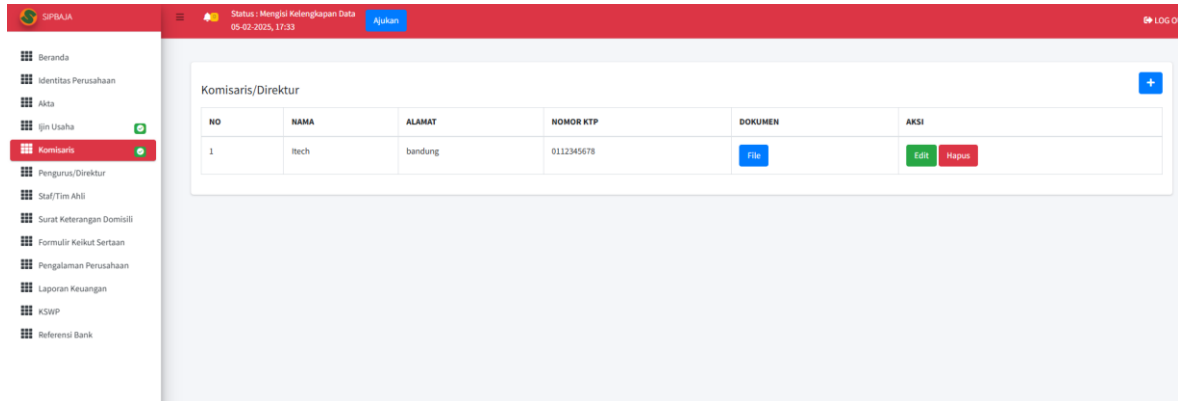 SIPBAJA
Status : Mengisi Kelengkapan Data
05-02-2025, 17:33
Ajukan
LOG O
Beranda
Identitas Perusahaan
Akta
Ijin Usaha
Komisaris
Pengurus/Direktur
Staf/Tim Ahli
Surat Keterangan Domisili
Formulir Keikut Sertaan
Pengalaman Perusahaan
Laporan Keuangan
KSWP
Referensi Bank
Komisaris/Direktur
+
NO NAMA ALAMAT NOMOR KTP DOKUMEN AKSI
1 Itech bandung 0112345678 File Edit Hapus